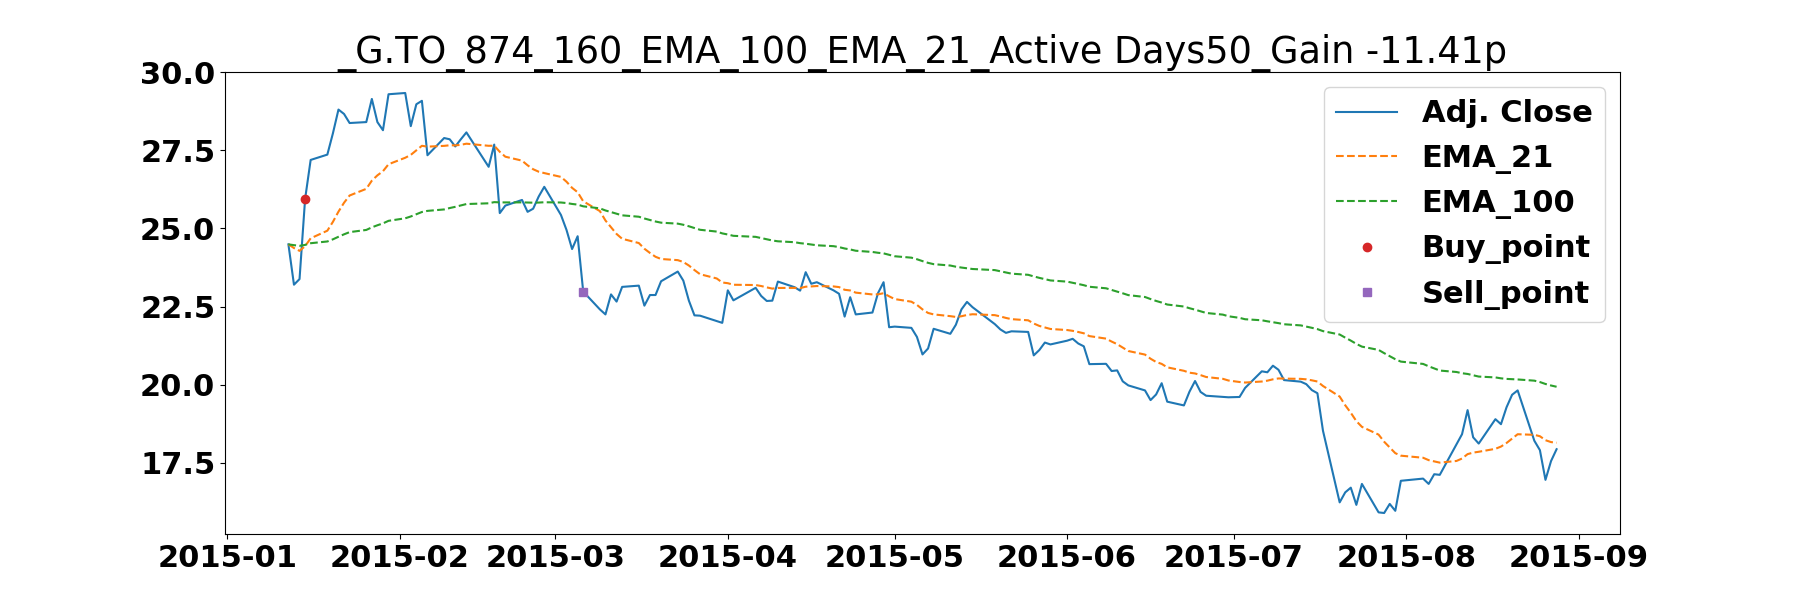 _G.TO_874_160_EMA_100_EMA_21_Active Days50_Gain -11.41p
30.0
27.5
25.0
22.5
20.0
17.5
Adj. Close
EMA_21
EMA_100
Buy_point
Sell_point
2015-01 2015-02 2015-03 2015-04 2015-05 2015-06 2015-07 2015-08 2015-09